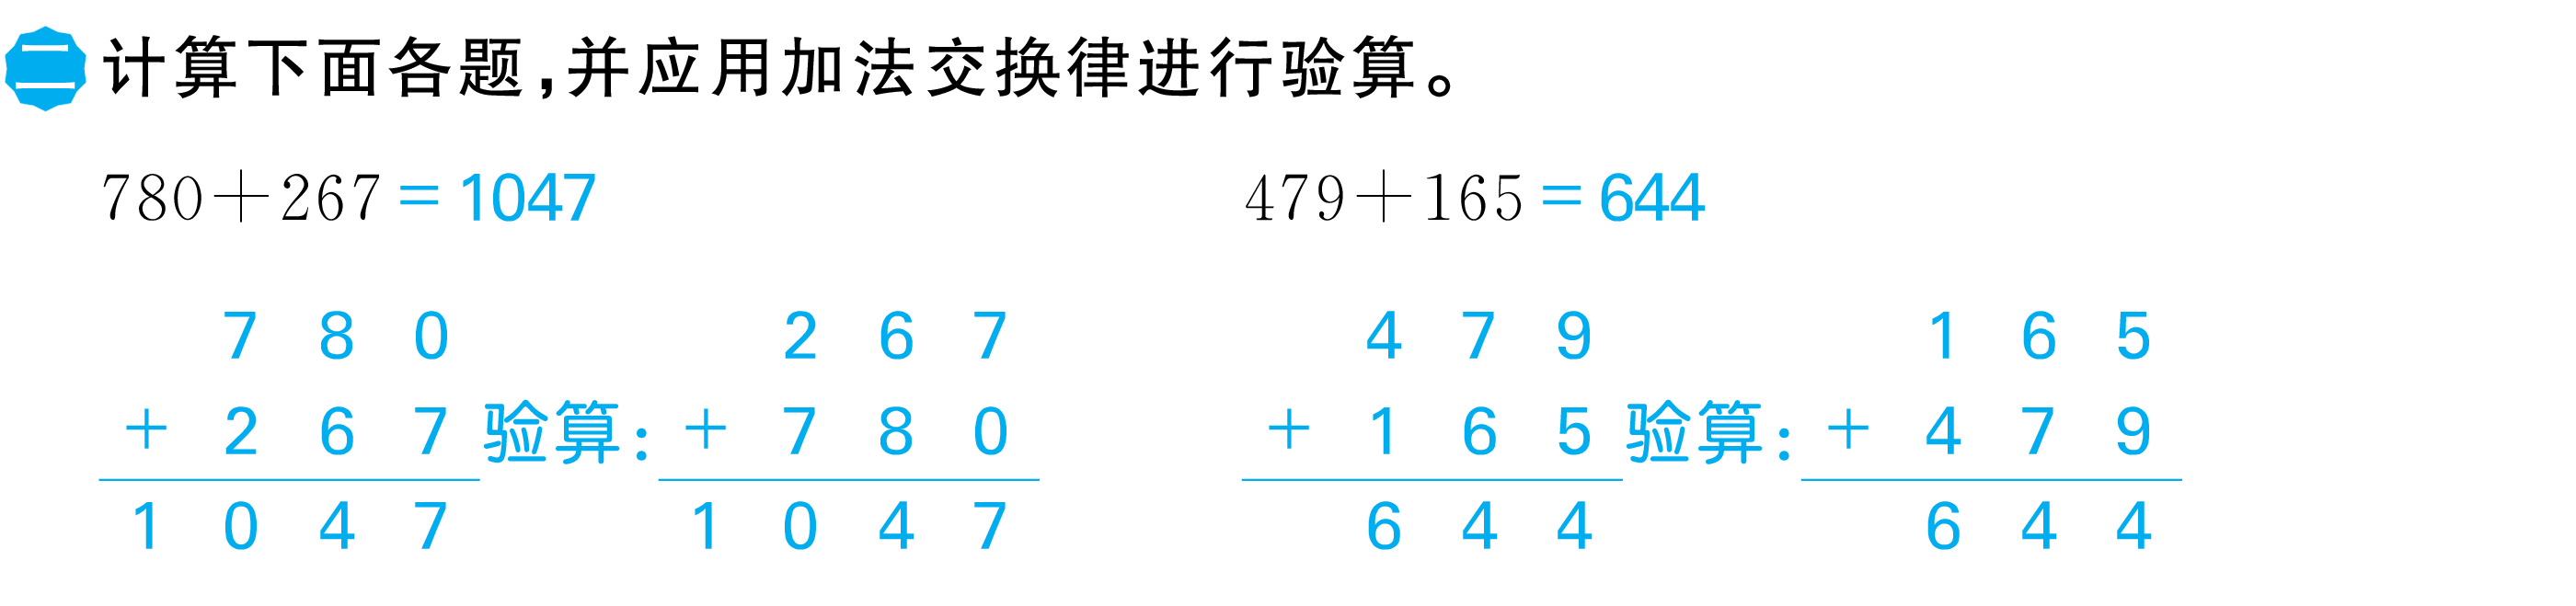 二 计算下面各题,并应用加法交换律进行验算。
780+267=1047 479+165=644
7 8 0 2 6 7 4 7 9 1 6 5
+ 2 6 7 验算: + 7 8 0 + 1 6 5 验算: + 4 7 9
1 0 4 7 1 0 4 7 6 4 4 6 4 4